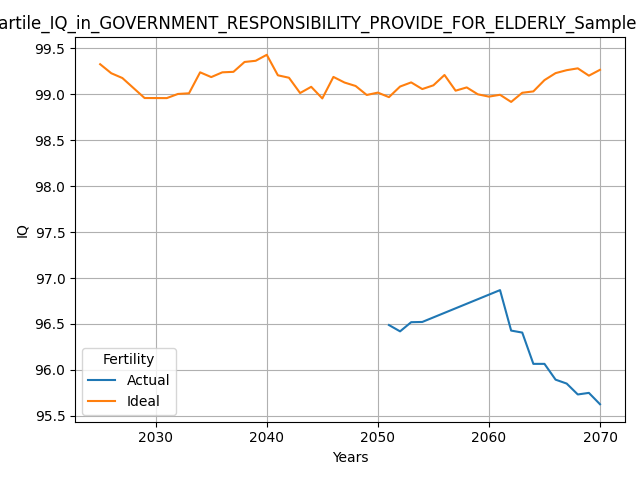 artile_IQ_in_GOVERNMENT_RESPONSIBILITY_PROVIDE_FOR_ELDERLY_Sample
99.5
99.0
98.5
98.0
97.5
97.0
96.5
96.0
95.5
IQ
Fertility
Actual
Ideal
2030 2040 2050 2060 2070
Years